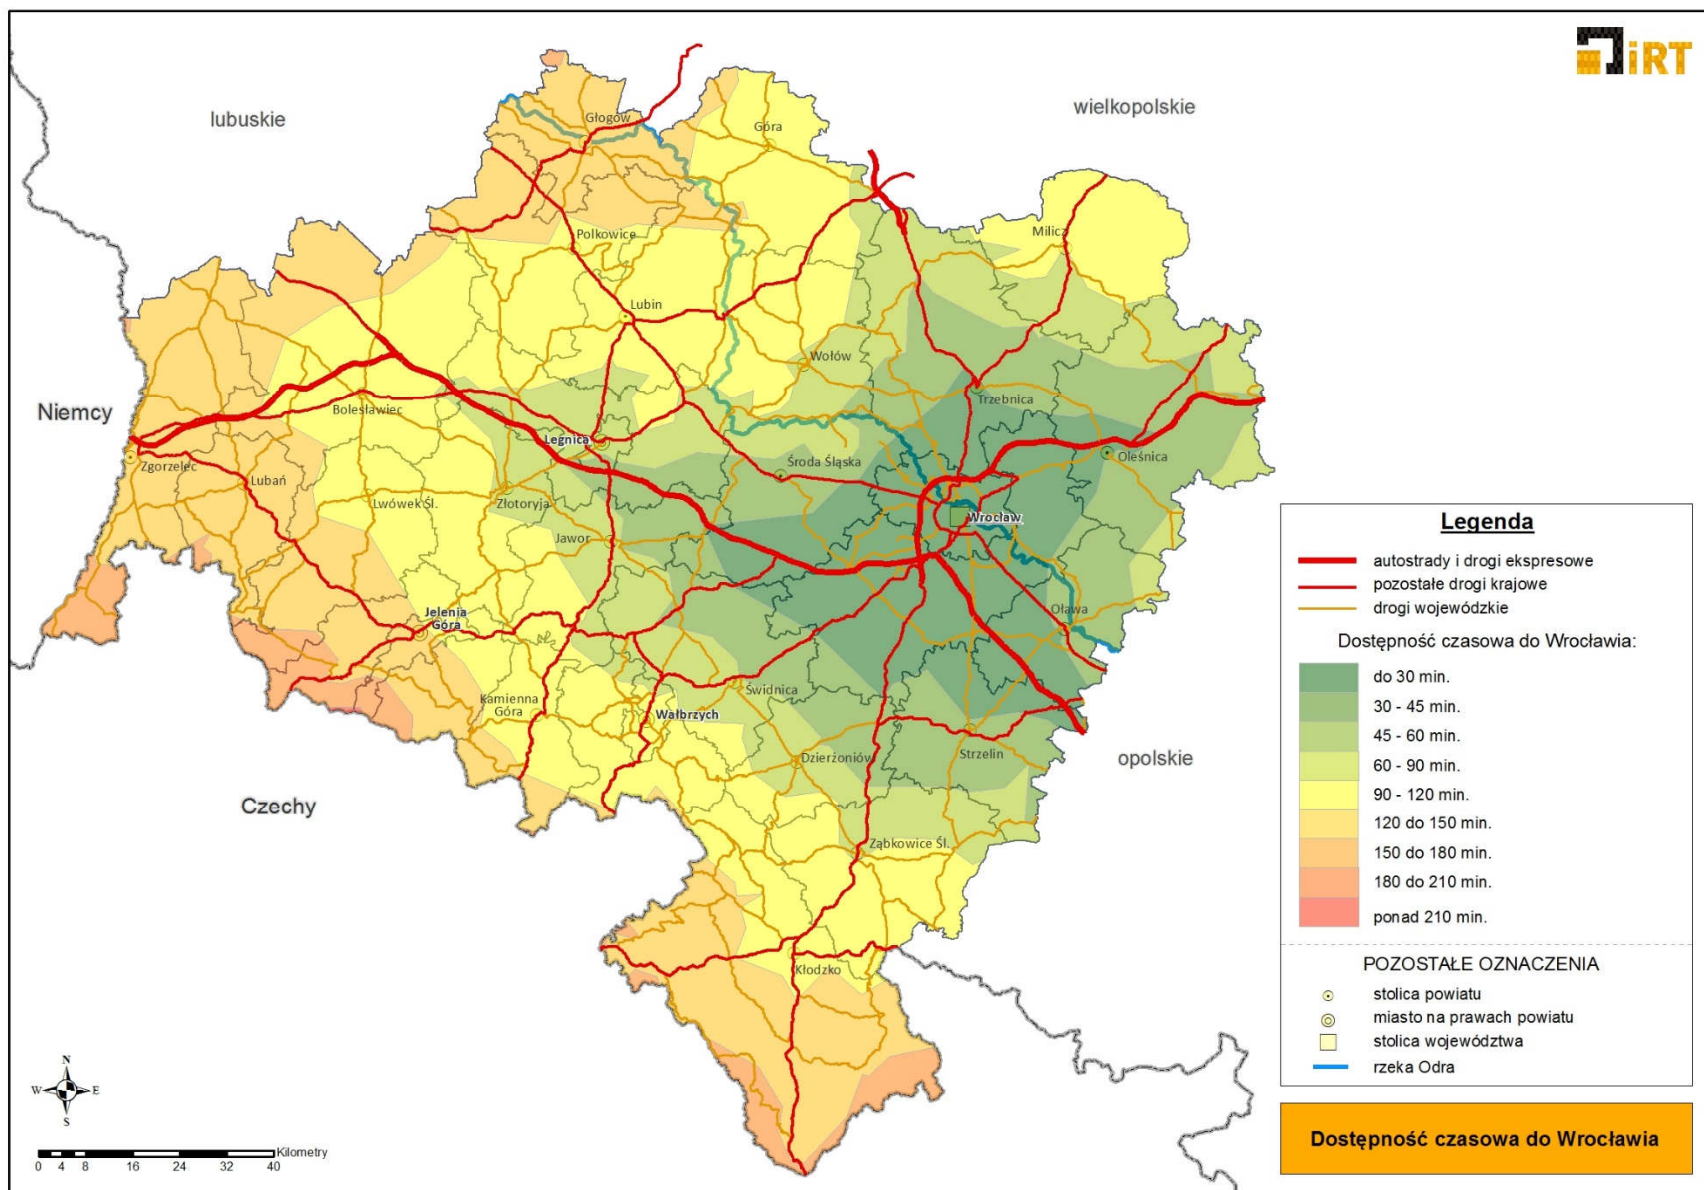 iRT
lubuskie
wielkopolskie
Głogów
Góra
Polkowice
Milicz
Lubin
Wołów
Niemcy
Bolesławiec
Trzebnica
Legnica
Zgorzelec
Lubań
Środa Śląska
Oleśnica
Lwówek Śl.
Złotoryja
Wrocław
Jawor
Jelenia
Góra
Oława
Kamienna
Góra
Świdnica
Wałbrzych
Dzierżoniów
Strzelin
opolskie
Czechy
Ząbkowice Śl.
Kłodzko
Legenda
autostrady i drogi ekspresowe
pozostałe drogi krajowe
drogi wojewódzkie
Dostępność czasowa do Wrocławia:
do 30 min.
30 - 45 min.
45 - 60 min.
60 - 90 min.
90 - 120 min.
120 do 150 min.
150 do 180 min.
180 do 210 min.
ponad 210 min.
POZOSTAŁE OZNACZENIA
stolica powiatu
miasto na prawach powiatu
stolica województwa
rzeka Odra
N
W E
S
Kilometry
0 4 8 16 24 32 40
Dostępność czasowa do Wrocławia